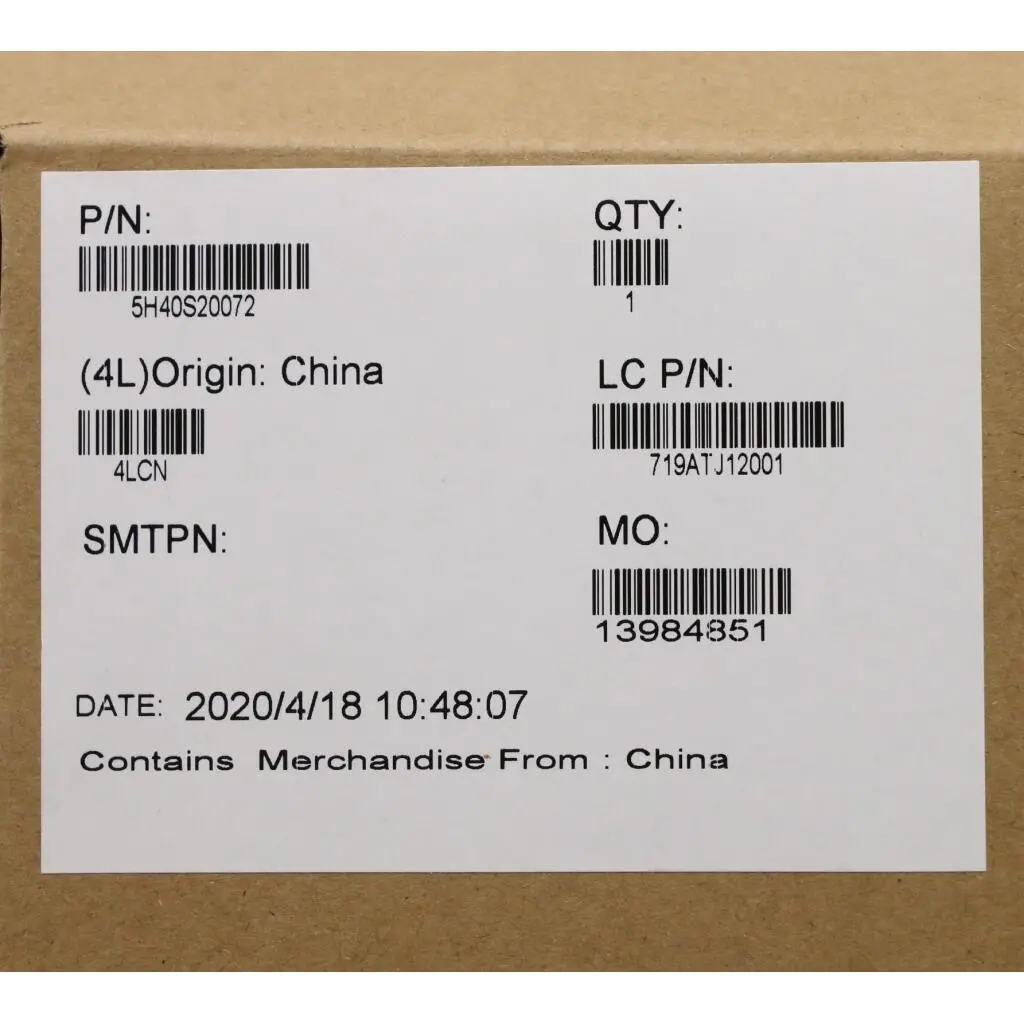 P/N:
QTY:
5H40S20072
1
(4L)Origin: China
LC P/N:
4LCN
719ATJ12001
SMTPN:
MO:
13984851
DATE: 2020/4/18 10:48:07
Contains Merchandise From : China